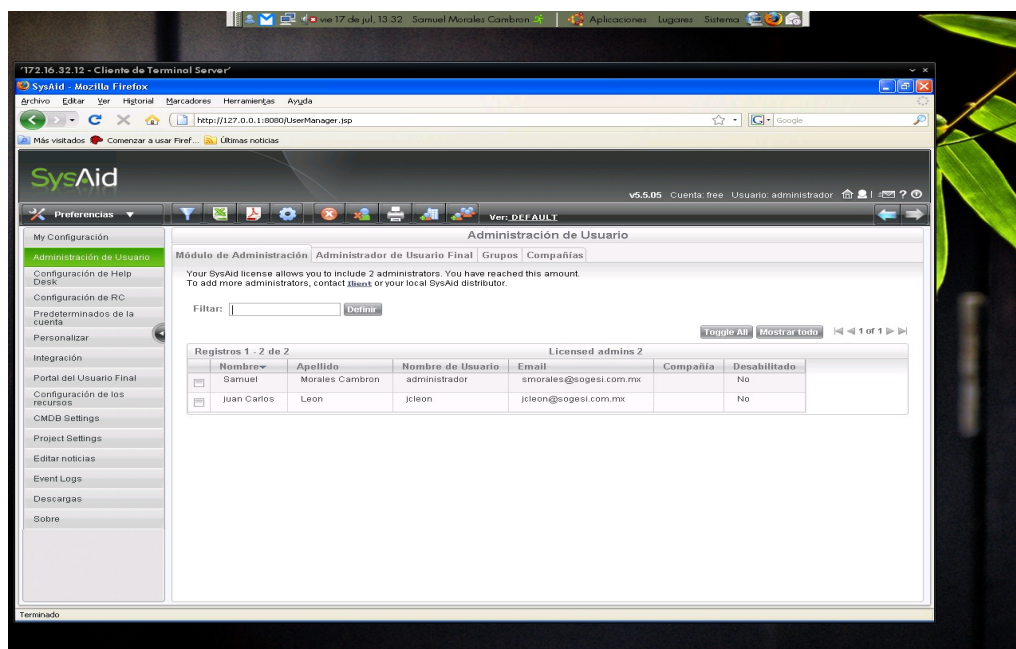 vie 17 de jul, 13:32 Samuel Morales Cambron Aplicaciones Lugares Sistema
'172.16.32.12 - Cliente de Terminal Server'
SysAid - Mozilla Firefox
Archivo Editar Ver Historial Marcadores Herramientas Ayuda
http://127.0.0.1:8080/UserManager.jsp
Google
Más visitados Comenzar a usar Firef... Últimas noticias
SysAid
v5.5.05 Cuenta: free Usuario: administrador
Preferencias
Ver: DEFAULT
My Configuración
Administración de Usuario
Configuración de Help Desk
Configuración de RC
Predeterminados de la cuenta
Personalizar
Integración
Portal del Usuario Final
Configuración de los recursos
CMDB Settings
Project Settings
Editar noticias
Event Logs
Descargas
Sobre
Administración de Usuario
Módulo de Administración Administrador de Usuario Final Grupos Compañías
Your SysAid license allows you to include 2 administrators. You have reached this amount.
To add more administrators, contact Ilient or your local SysAid distributor.
Filtar: Definir
Toggle All Mostrar todo 1 of 1
Registros 1 - 2 de 2 Licensed admins 2
Nombre Apellido Nombre de Usuario Email Compañía Desabilitado
Samuel Morales Cambron administrador smorales@sogesi.com.mx No
juan Carlos Leon jcleon jcleon@sogesi.com.mx No
Terminado